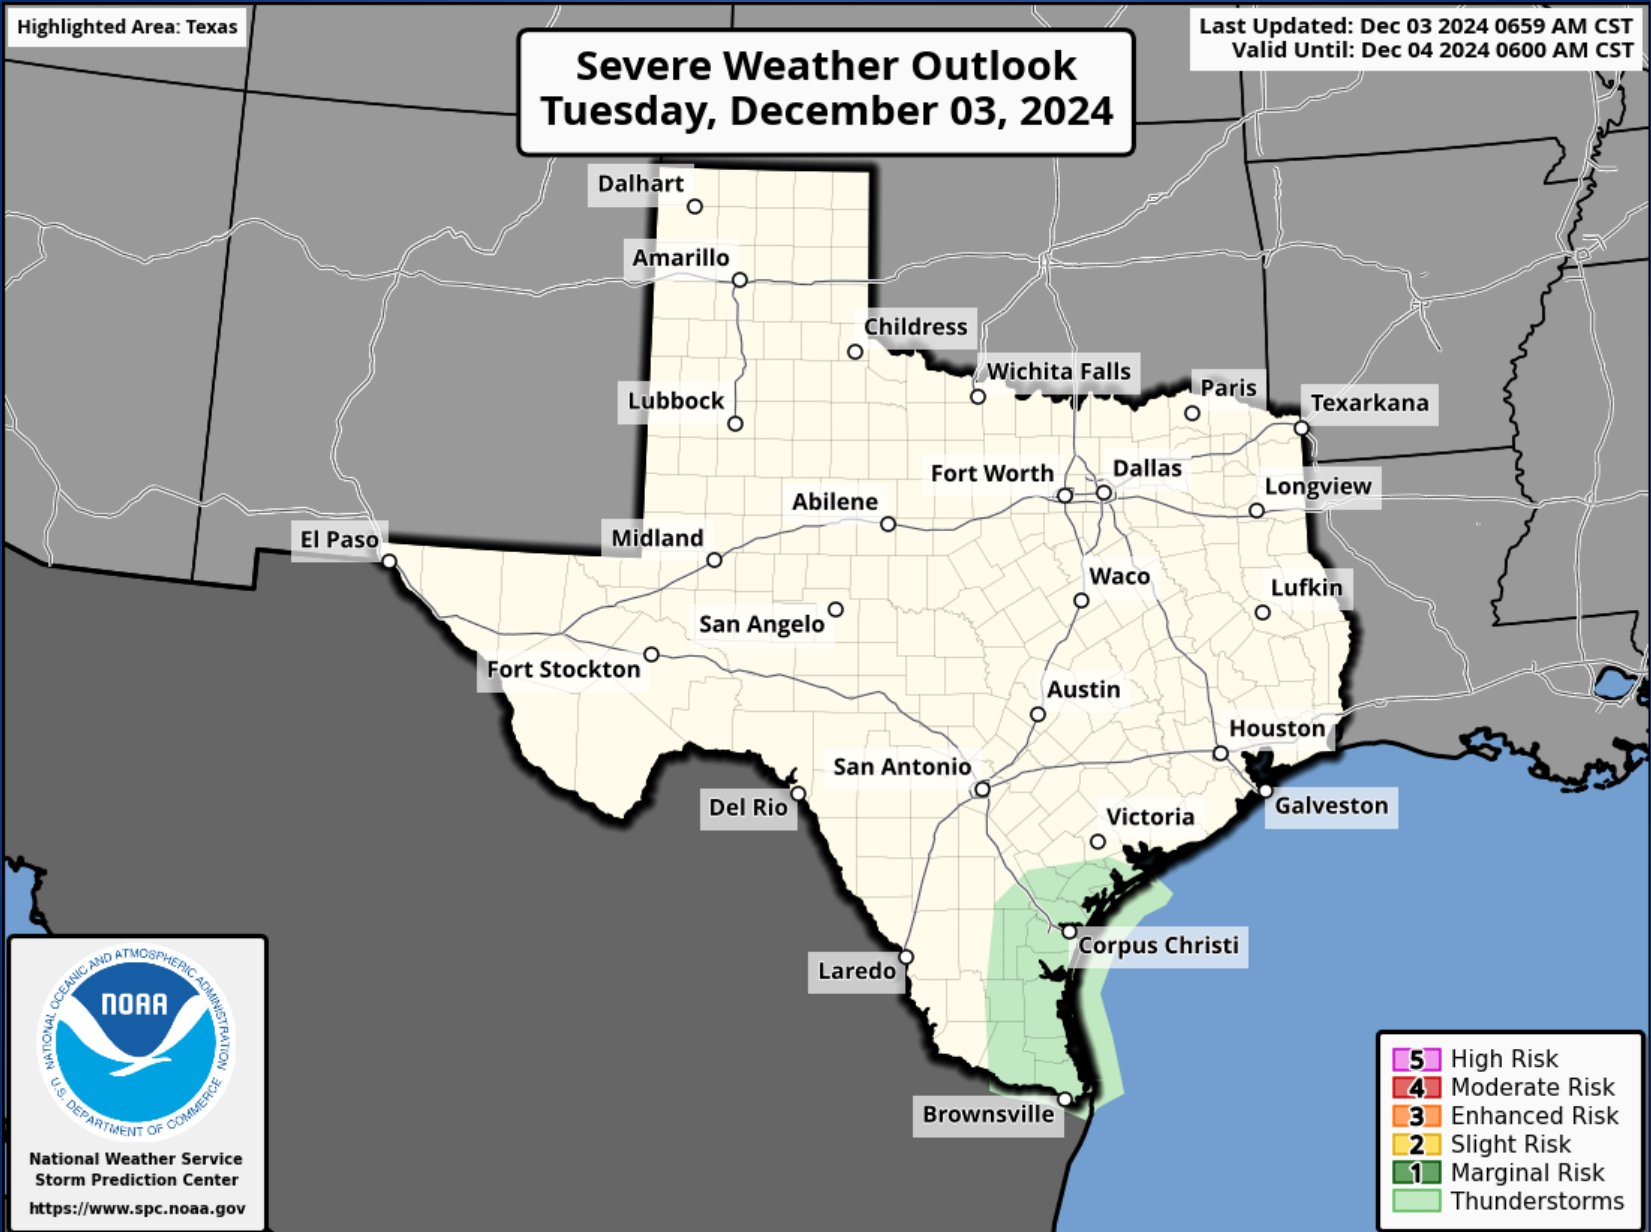 Highlighted Area: Texas
Severe Weather Outlook
Tuesday, December 03, 2024
Last Updated: Dec 03 2024 0659 AM CST
Valid Until: Dec 04 2024 0600 AM CST
Dalhart
Amarillo
Childress
Wichita Falls
Paris
Texarkana
Lubbock
Fort Worth
Dallas
Longview
Abilene
El Paso
Midland
Waco
Lufkin
San Angelo
Fort Stockton
Austin
Houston
San Antonio
Del Rio
Galveston
Victoria
Corpus Christi
Laredo
Brownsville
NATIONAL OCEANIC AND ATMOSPHERIC ADMINISTRATION
NOAA
U.S. DEPARTMENT OF COMMERCE
National Weather Service
Storm Prediction Center
https://www.spc.noaa.gov
5 High Risk
4 Moderate Risk
3 Enhanced Risk
2 Slight Risk
1 Marginal Risk
Thunderstorms